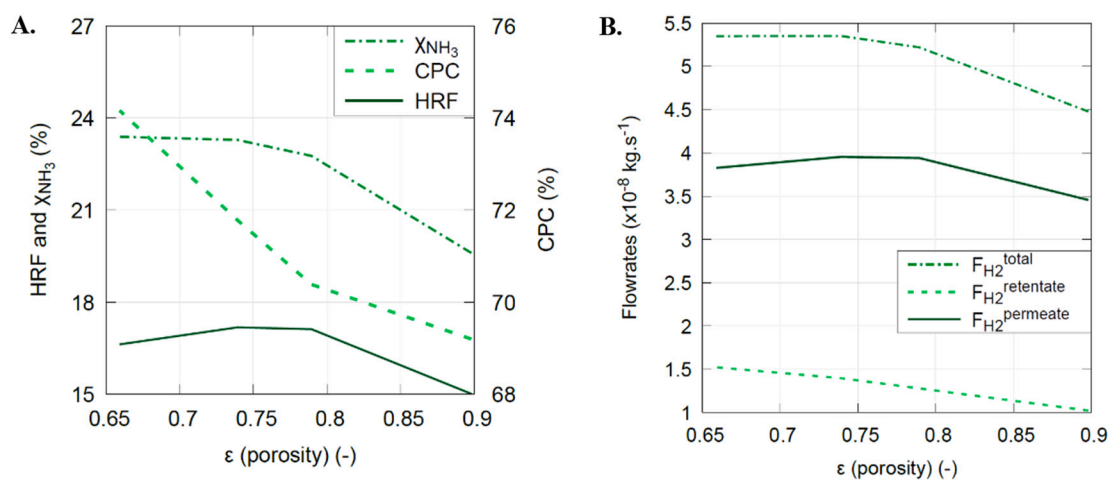 A.
27
24
21
18
15
HRF and χNH3 (%)
76
74
72
70
68
CPC (%)
χNH3
CPC
HRF
0.65 0.7 0.75 0.8 0.85 0.9
ε (porosity) (-)
B.
5.5
5
4.5
4
3.5
3
2.5
2
1.5
1
Flowrates (x10-8 kg.s-1)
FH2total
FH2retentate
FH2permeate
0.65 0.7 0.75 0.8 0.85 0.9
ε (porosity) (-)